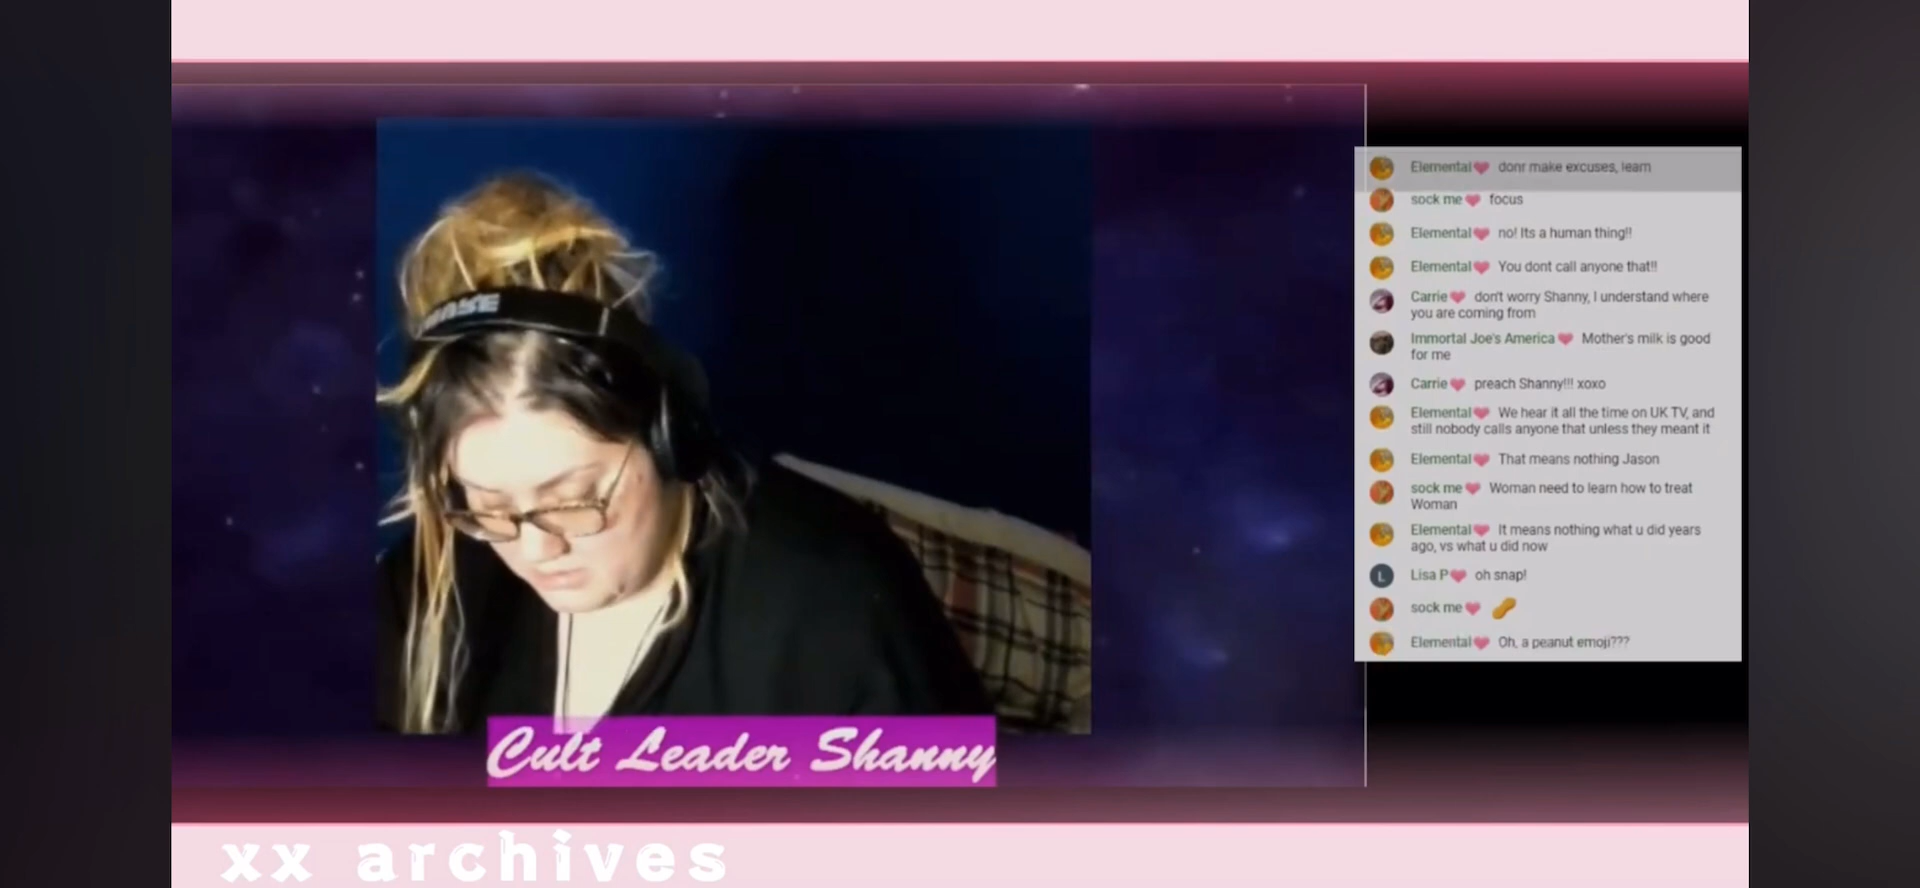 Elemental donr make excuses, learn
sock me focus
Elemental no! Its a human thing!!
Elemental You dont call anyone that!!
Carrie don't worry Shanny, I understand where
you are coming from
Immortal Joe's America Mother's milk is good
for me
Carrie preach Shanny!!! xoxo
Elemental We hear it all the time on UK TV, and
still nobody calls anyone that unless they meant it
Elemental That means nothing Jason
sock me Woman need to learn how to treat
Woman
Elemental It means nothing what u did years
ago, vs what u did now
L Lisa P oh snap!
sock me 🥜
Elemental Oh, a peanut emoji???
Cult Leader Shanny
xx archives